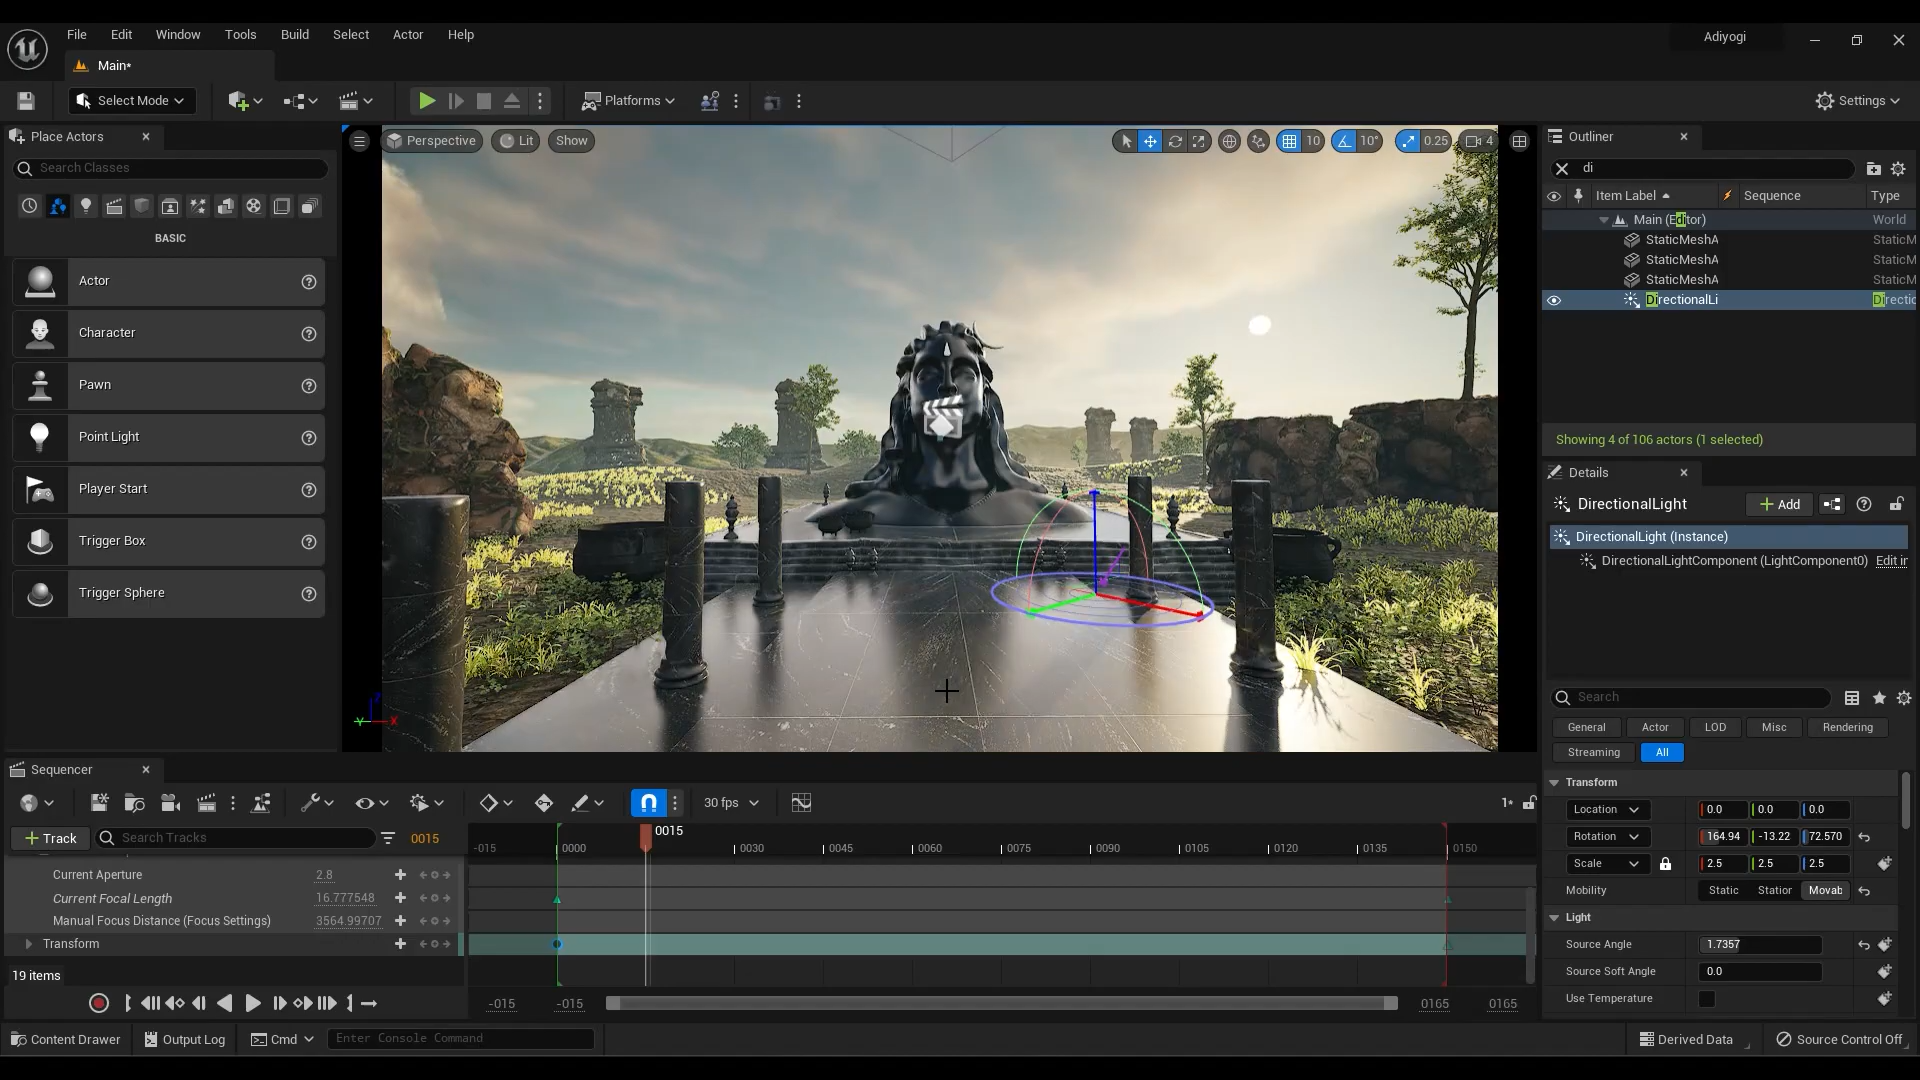 File Edit Window Tools Build Select Actor Help
Adiyogi
Main*
Select Mode
Platforms
Settings
Place Actors
Search Classes
BASIC
Actor
Character
Pawn
Point Light
Player Start
Trigger Box
Trigger Sphere
Perspective Lit Show
10 10° 0.25 4
Outliner
di
Item Label Sequence Type
Main (Editor) World
StaticMeshA StaticM
StaticMeshA StaticM
StaticMeshA StaticM
DirectionalLi Directio
Showing 4 of 106 actors (1 selected)
Details
DirectionalLight Add
DirectionalLight (Instance)
DirectionalLightComponent (LightComponent0) Edit in
Search
General Actor LOD Misc Rendering
Streaming All
Transform
Location 0.0 0.0 0.0
Rotation 164.94 -13.22 72.570
Scale 2.5 2.5 2.5
Mobility Static Station Movab
Light
Source Angle 1.7357
Source Soft Angle 0.0
Use Temperature
Z
Y X
Sequencer
30 fps 1*
Track Search Tracks 0015
0015
-015 0000 0030 0045 0060 0075 0090 0105 0120 0135 0150
Current Aperture 2.8
Current Focal Length 16.777548
Manual Focus Distance (Focus Settings) 3564.99707
Transform
19 items
-015 -015 0165 0165
Content Drawer Output Log Cmd Enter Console Command
Derived Data Source Control Off